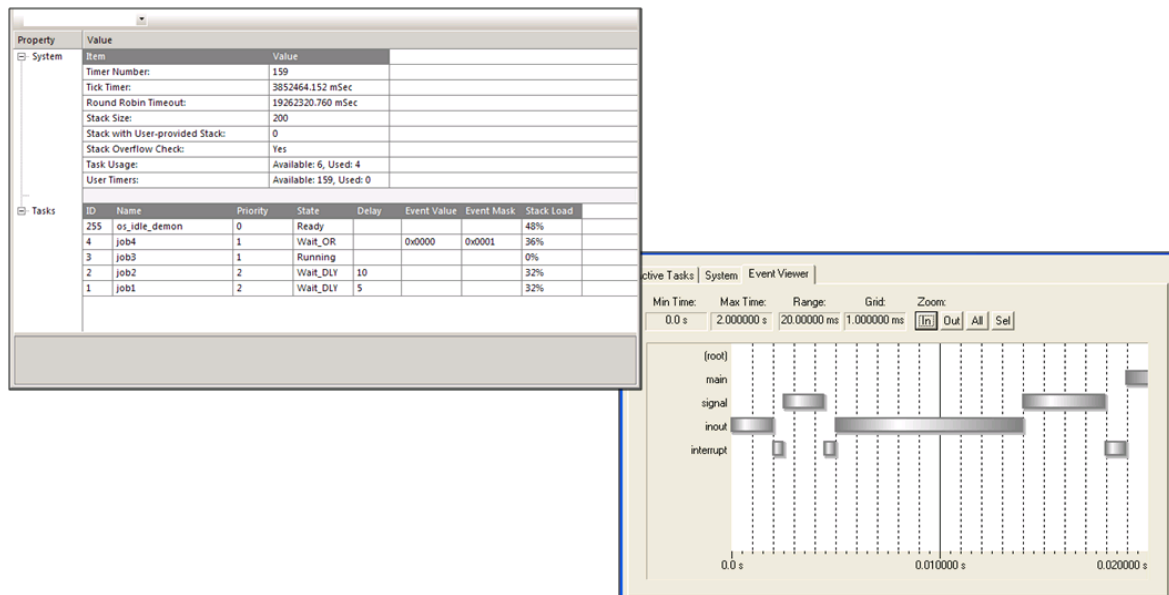 Property Value
System Item Value
Timer Number: 159
Tick Timer: 3852464.152 mSec
Round Robin Timeout: 19262320.760 mSec
Stack Size: 200
Stack with User-provided Stack: 0
Stack Overflow Check: Yes
Task Usage: Available: 6, Used: 4
User Timers: Available: 159, Used: 0
Tasks ID Name Priority State Delay Event Value Event Mask Stack Load
255 os_idle_demon 0 Ready 48%
4 job4 1 Wait_OR 0x0000 0x0001 36%
3 job3 1 Running 0%
2 job2 2 Wait_DLY 10 32%
1 job1 2 Wait_DLY 5 32%
ctive Tasks System Event Viewer
Min Time: Max Time: Range: Grid: Zoom:
0.0 s 2.000000 s 20.00000 ms 1.000000 ms [In] Out All Sel
(root)
main
signal
inout
interrupt
0.0 s 0.010000 s 0.020000 s